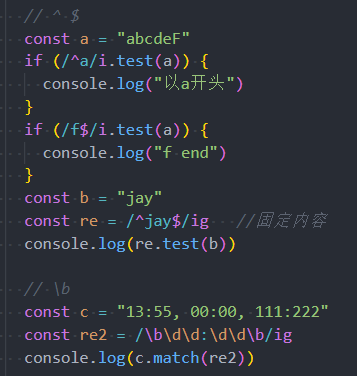 // ^ $
const a = "abcdeF"
if (/^a/i.test(a)) {
  console.log("以a开头")
}
if (/f$/i.test(a)) {
  console.log("f end")
}
const b = "jay"
const re = /^jay$/ig   //固定内容
console.log(re.test(b))

// \b
const c = "13:55, 00:00, 111:222"
const re2 = /\b\d\d:\d\d\b/ig
console.log(c.match(re2))